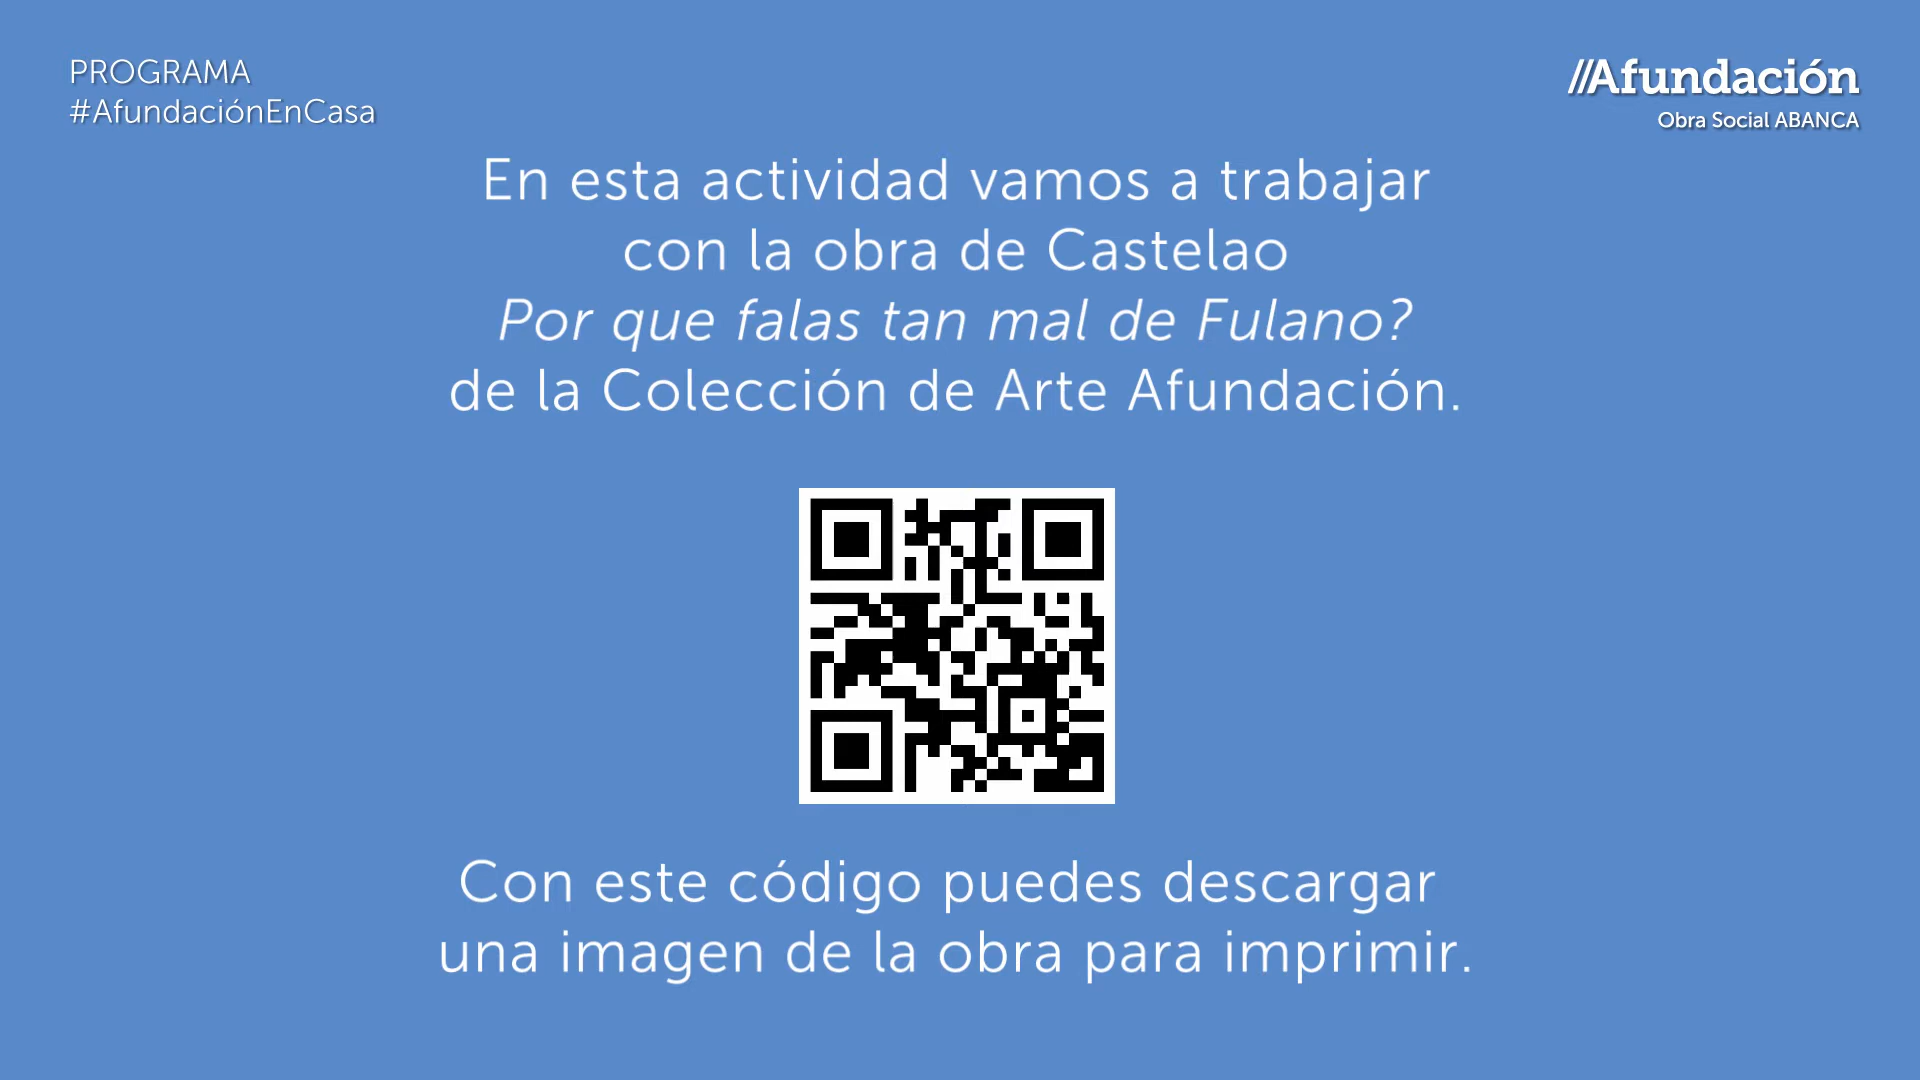 PROGRAMA
#AfundaciónEnCasa
//Afundación
Obra Social ABANCA
En esta actividad vamos a trabajar
con la obra de Castelao
Por que falas tan mal de Fulano?
de la Colección de Arte Afundación.
Con este código puedes descargar
una imagen de la obra para imprimir.